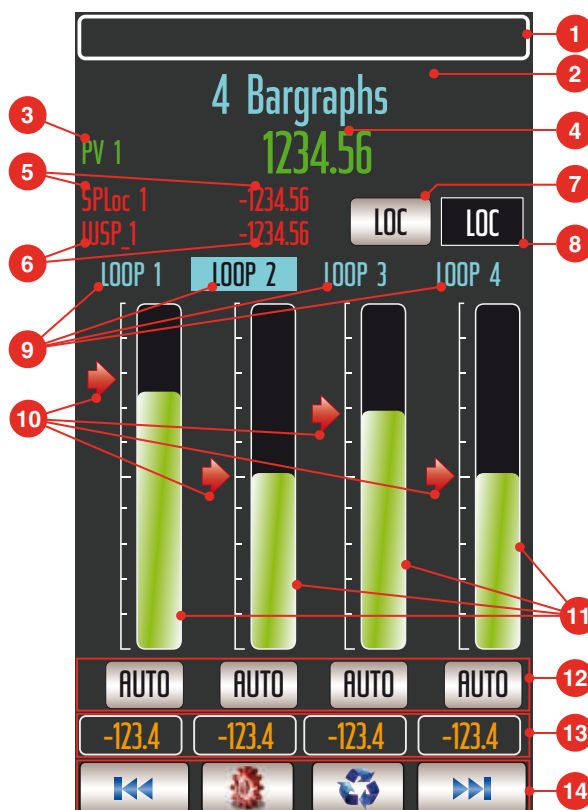 1
2
4 Bargraphs
3
4
PV 1
1234.56
5
7
SPLoc_1
-1234.56
LOC
LOC
WSP_1
-1234.56
6
8
LOOP 1
LOOP 2
LOOP 3
LOOP 4
9
10
11
AUTO
AUTO
AUTO
AUTO
12
-123.4
-123.4
-123.4
-123.4
13
14